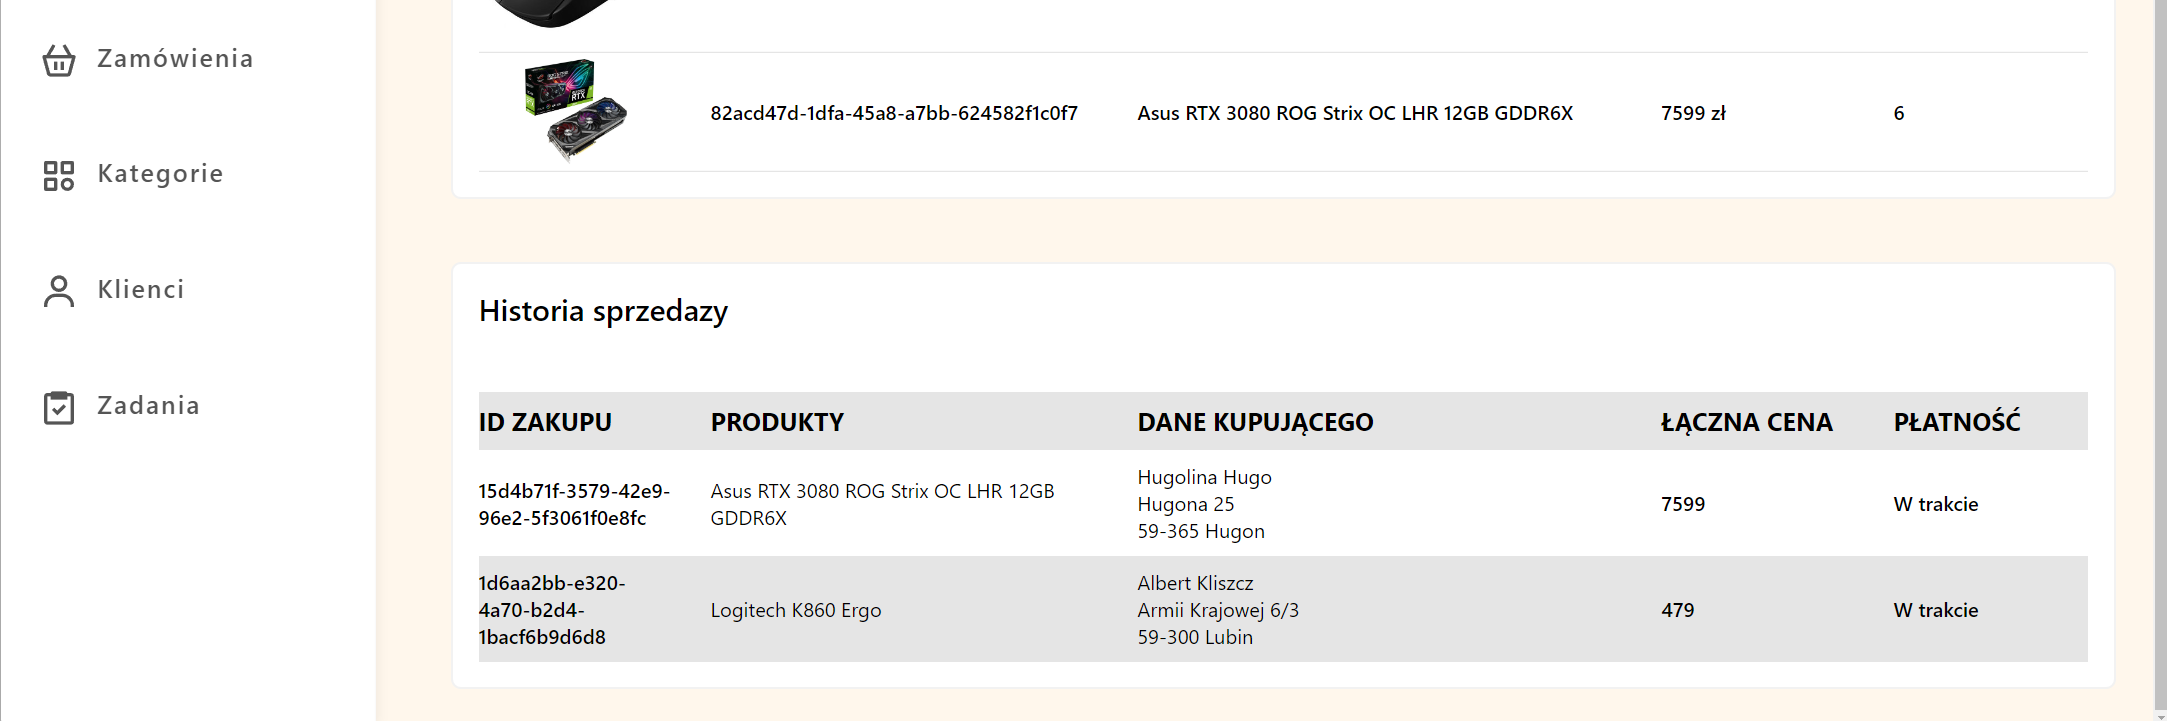 Zamówienia
Kategorie
Klienci
Zadania
82acd47d-1dfa-45a8-a7bb-624582f1c0f7 Asus RTX 3080 ROG Strix OC LHR 12GB GDDR6X 7599 zł 6
Historia sprzedazy
ID ZAKUPU PRODUKTY DANE KUPUJĄCEGO ŁĄCZNA CENA PŁATNOŚĆ
15d4b71f-3579-42e9-
96e2-5f3061f0e8fc
Asus RTX 3080 ROG Strix OC LHR 12GB
GDDR6X
Hugolina Hugo
Hugona 25
59-365 Hugon
7599
W trakcie
1d6aa2bb-e320-
4a70-b2d4-
1bacf6b9d6d8
Logitech K860 Ergo
Albert Kliszcz
Armii Krajowej 6/3
59-300 Lubin
479
W trakcie